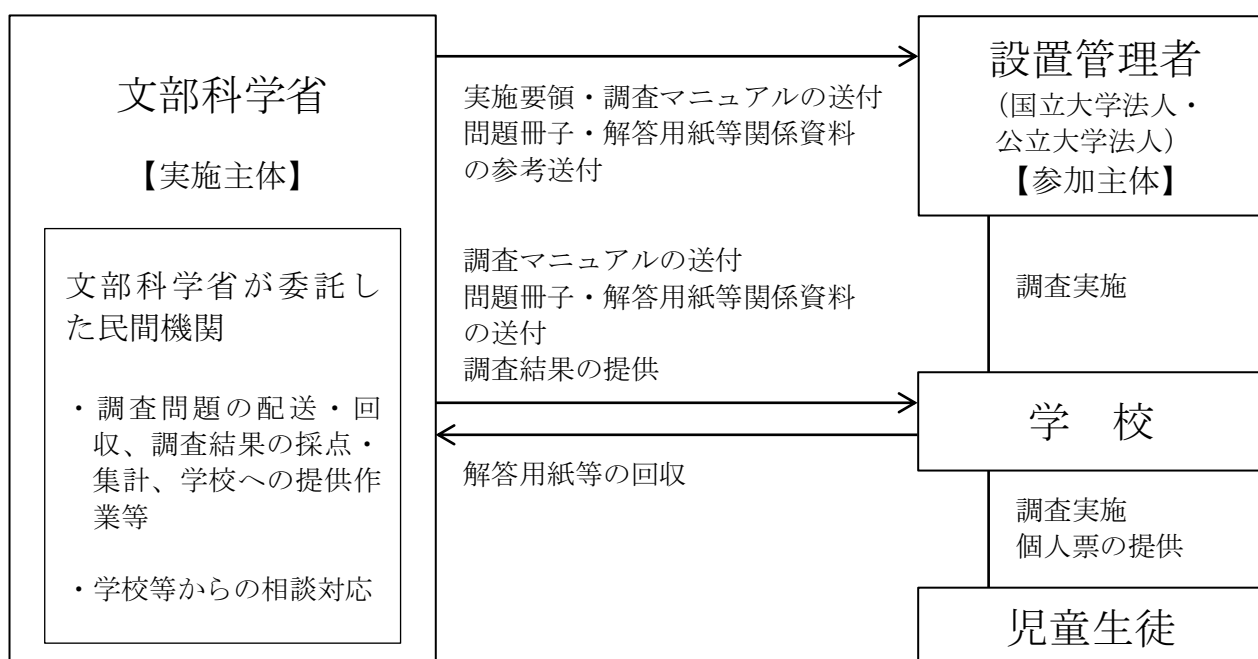 文部科学省
【実施主体】
文部科学省が委託し
た民間機関
・調査問題の配送・回
収、調査結果の採点・
集計、学校への提供作
業等
・学校等からの相談対応
実施要領・調査マニュアルの送付
問題冊子・解答用紙等関係資料
の参考送付
調査マニュアルの送付
問題冊子・解答用紙等関係資料
の送付
調査結果の提供
解答用紙等の回収
設置管理者
（国立大学法人・
公立大学法人）
【参加主体】
調査実施
学　校
調査実施
個人票の提供
児童生徒